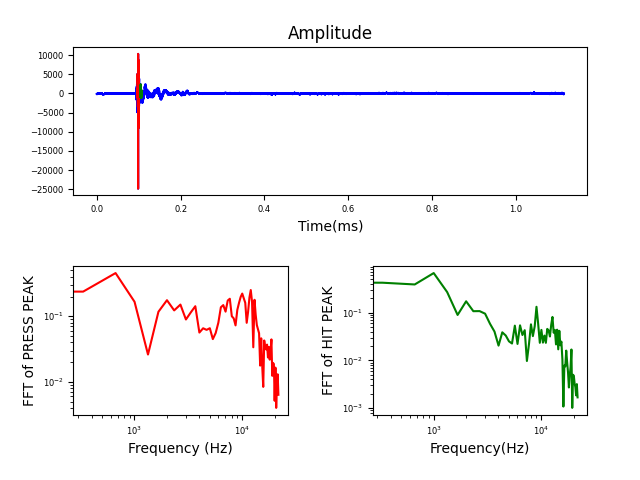 Amplitude
10000
5000
0
−5000
−10000
−15000
−20000
−25000
0.0 0.2 0.4 0.6 0.8 1.0
Time(ms)
FFT of PRESS PEAK
10⁻¹
10⁻²
10³ 10⁴
Frequency (Hz)
FFT of HIT PEAK
10⁻¹
10⁻²
10⁻³
10³ 10⁴
Frequency(Hz)